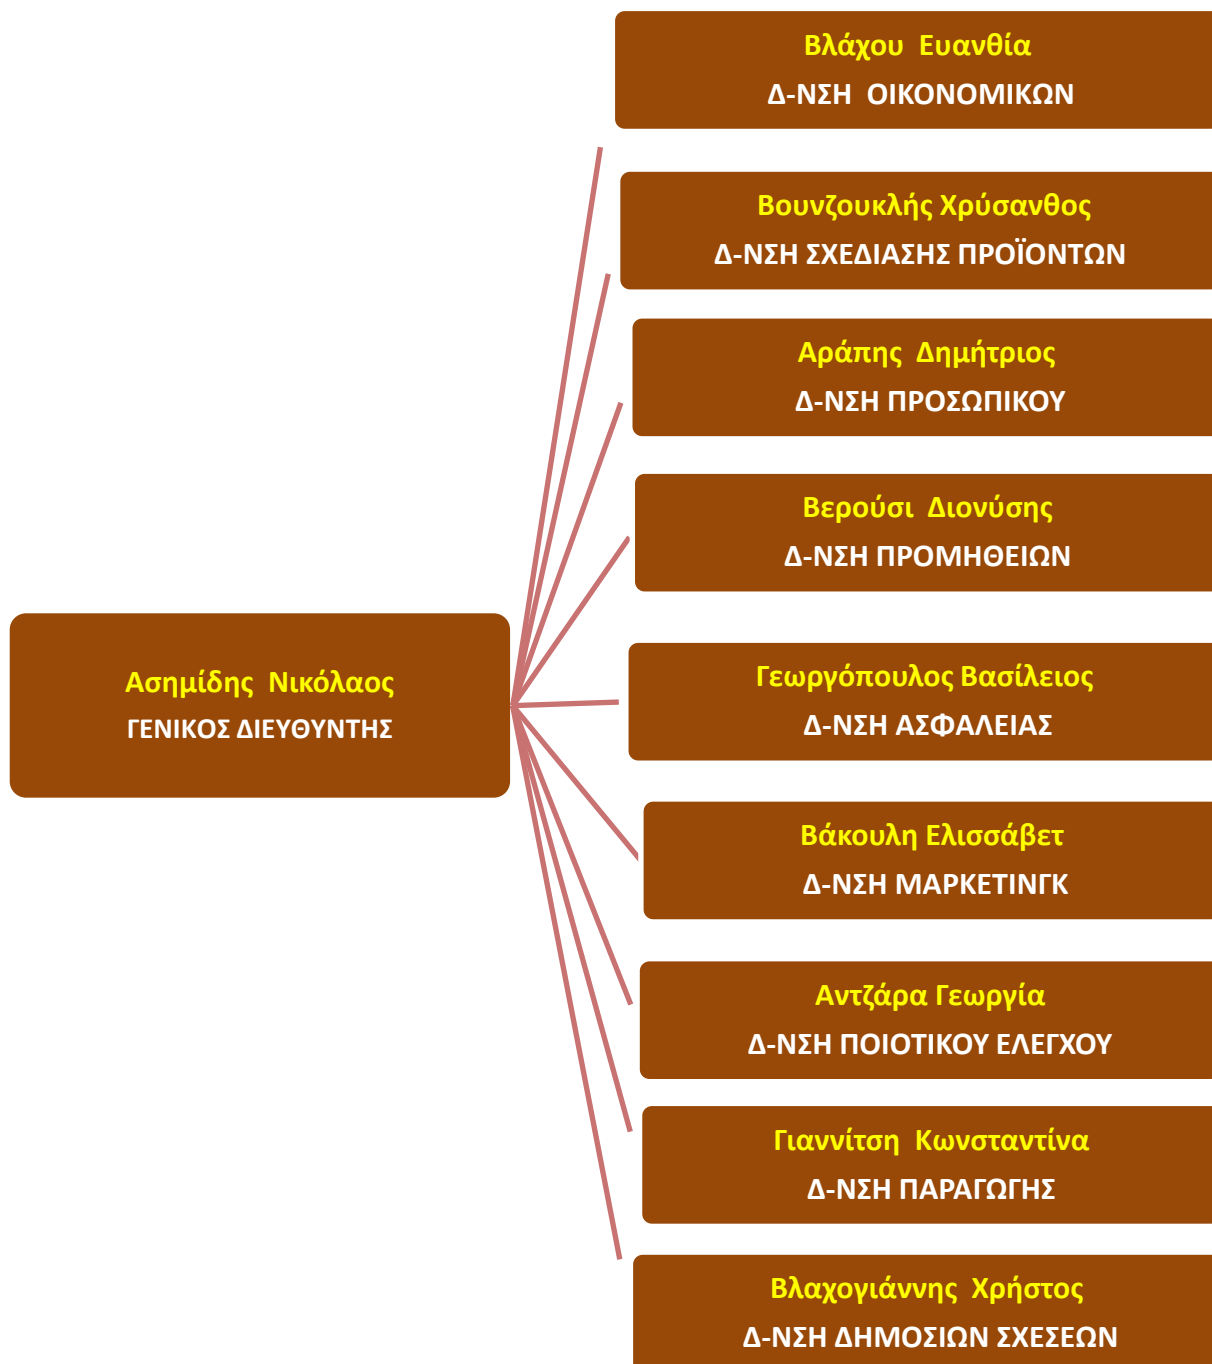 Βλάχου Ευανθία
Δ-ΝΣΗ ΟΙΚΟΝΟΜΙΚΩΝ
Βουνζουκλής Χρύσανθος
Δ-ΝΣΗ ΣΧΕΔΙΑΣΗΣ ΠΡΟΪΟΝΤΩΝ
Αράπης Δημήτριος
Δ-ΝΣΗ ΠΡΟΣΩΠΙΚΟΥ
Βερούσι Διονύσης
Δ-ΝΣΗ ΠΡΟΜΗΘΕΙΩΝ
Ασημίδης Νικόλαος
ΓΕΝΙΚΟΣ ΔΙΕΥΘΥΝΤΗΣ
Γεωργόπουλος Βασίλειος
Δ-ΝΣΗ ΑΣΦΑΛΕΙΑΣ
Βάκουλη Ελισσάβετ
Δ-ΝΣΗ ΜΑΡΚΕΤΙΝΓΚ
Αντζάρα Γεωργία
Δ-ΝΣΗ ΠΟΙΟΤΙΚΟΥ ΕΛΕΓΧΟΥ
Γιαννίτση Κωνσταντίνα
Δ-ΝΣΗ ΠΑΡΑΓΩΓΗΣ
Βλαχογιάννης Χρήστος
Δ-ΝΣΗ ΔΗΜΟΣΙΩΝ ΣΧΕΣΕΩΝ